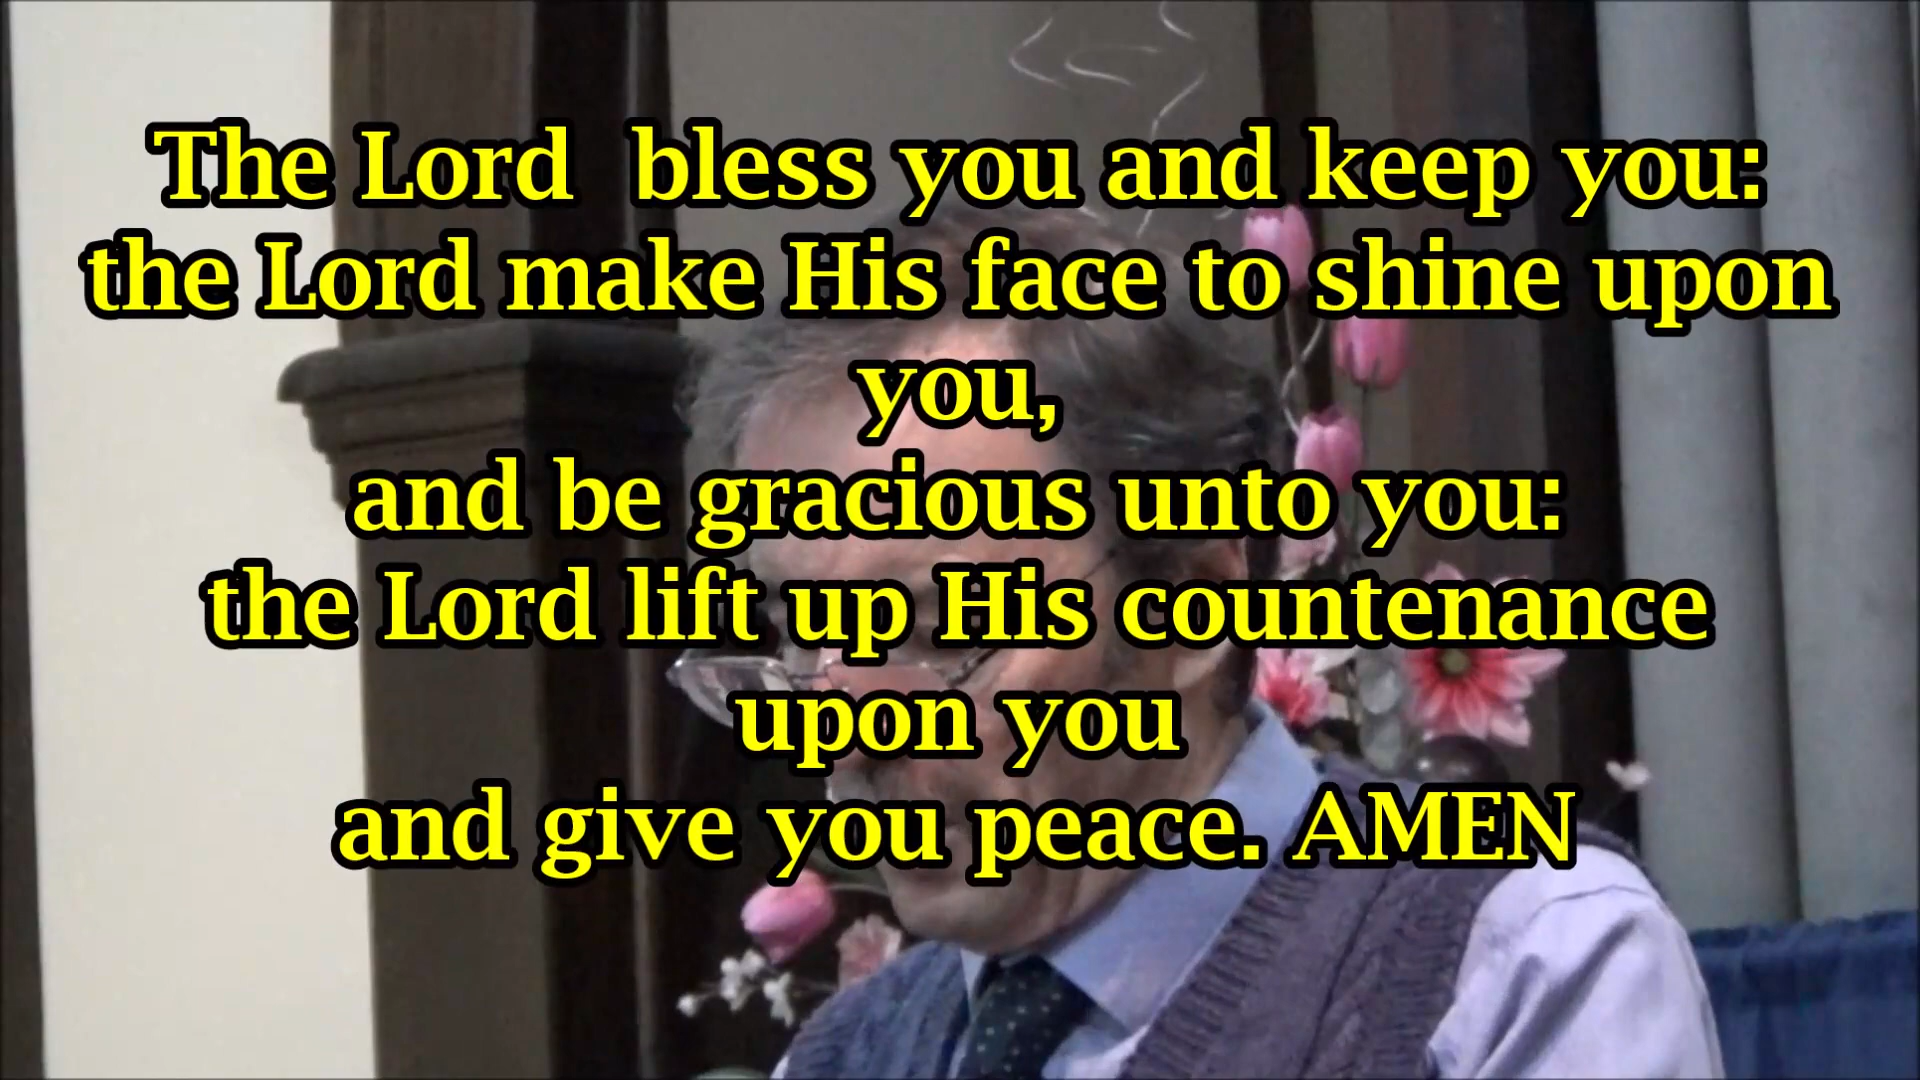 The Lord  bless you and keep you:
the Lord make His face to shine upon
you,
and be gracious unto you:
the Lord lift up His countenance
upon you
and give you peace. AMEN